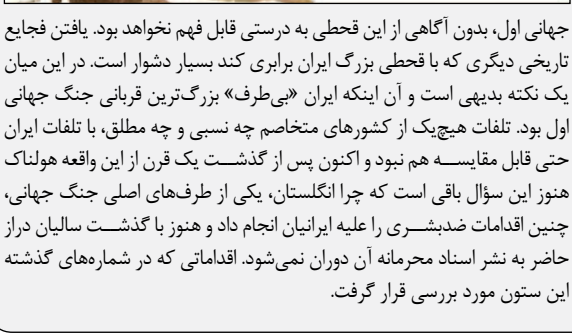 جهانی اول، بدون آگاهی از این قحطی به درستی قابل فهم نخواهد بود. یافتن فجایع
تاریخی دیگری که با قحطی بزرگ ایران برابری کند بسیار دشوار است. در این میان
یک نکته بدیهی است و آن اینکه ایران «بی‌طرف» بزرگ‌ترین قربانی جنگ جهانی
اول بود. تلفات هیچ‌یک از کشورهای متخاصم چه نسبی و چه مطلق، با تلفات ایران
حتی قابل مقایســه هم نبود و اکنون پس از گذشــت یک قرن از این واقعه هولناک
هنوز این سؤال باقی است که چرا انگلستان، یکی از طرف‌های اصلی جنگ جهانی،
چنین اقدامات ضدبشــری را علیه ایرانیان انجام داد و هنوز با گذشــت سالیان دراز
حاضر به نشر اسناد محرمانه آن دوران نمی‌شود. اقداماتی که در شماره‌های گذشته
این ستون مورد بررسی قرار گرفت.